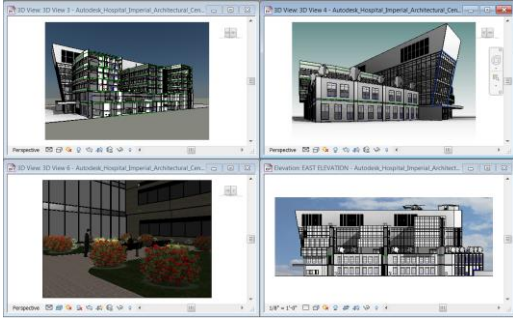 3D View: 3D View 3 - Autodesk_Hospital_Imperial_Architectural_Cen...
3D View: 3D View 4 - Autodesk_Hospital_Imperial_Architectural_Cen...
Perspective
Perspective
3D View: 3D View 6 - Autodesk_Hospital_Imperial_Architectural_Cen...
Elevation: EAST ELEVATION - Autodesk_Hospital_Imperial_Architect...
Perspective
1/8" = 1'-0"